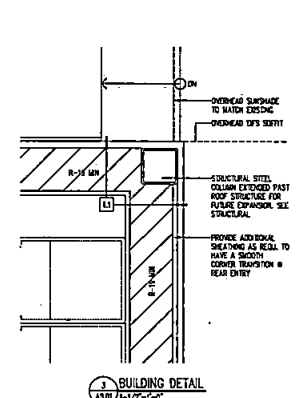 DN
OVERHEAD SUNSHADE
TO MATCH EXISTING
OVERHEAD EIFS SOFFIT
R-19 MIN
L1
STRUCTURAL STEEL
COLUMN EXTENDED PAST
ROOF STRUCTURE FOR
FUTURE EXPANSION. SEE
STRUCTURAL
PROVIDE ADDITIONAL
SHEATHING AS REQ. TO
HAVE A SMOOTH
CORNER TRANSITION @
REAR ENTRY
R-19 MIN
3 BUILDING DETAIL
A3.01